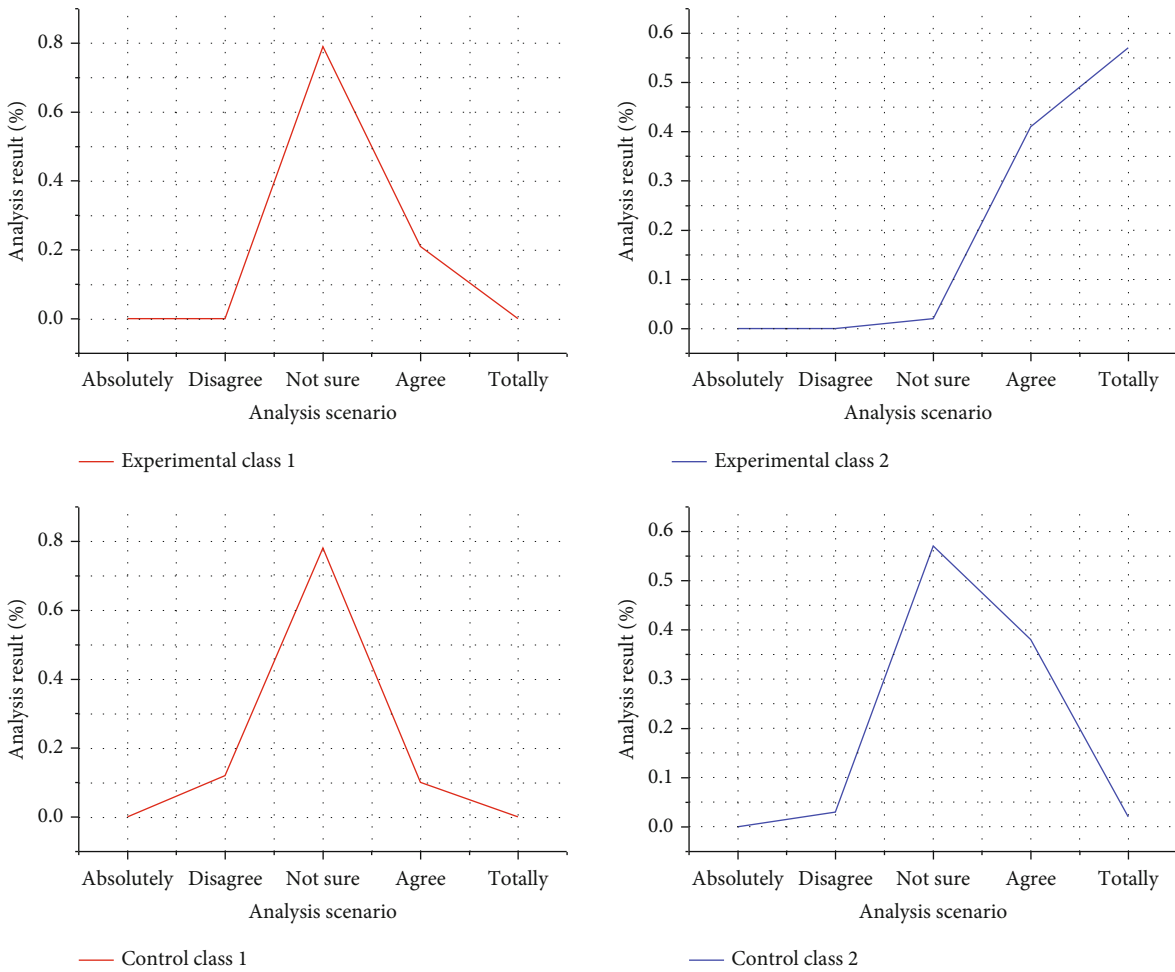 0.8
0.6
0.4
0.2
0.0
Analysis result (%)
Absolutely Disagree Not sure Agree Totally
Analysis scenario
Experimental class 1
0.6
0.5
0.4
0.3
0.2
0.1
0.0
Analysis result (%)
Absolutely Disagree Not sure Agree Totally
Analysis scenario
Experimental class 2
0.8
0.6
0.4
0.2
0.0
Analysis result (%)
Absolutely Disagree Not sure Agree Totally
Analysis scenario
Control class 1
0.6
0.5
0.4
0.3
0.2
0.1
0.0
Analysis result (%)
Absolutely Disagree Not sure Agree Totally
Analysis scenario
Control class 2